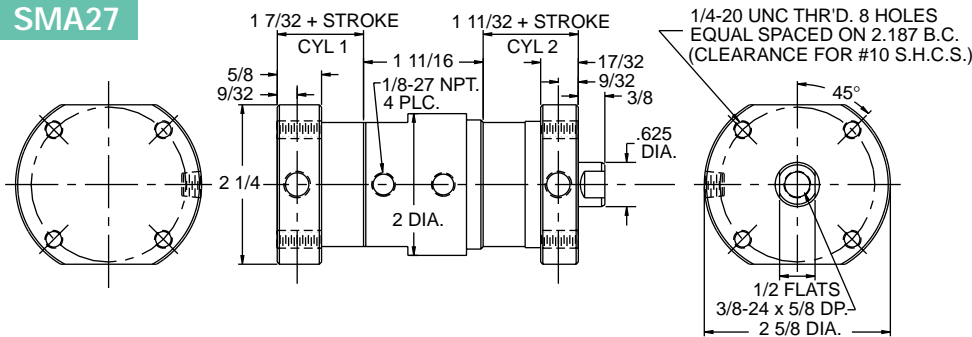 SMA27
1 7/32 + STROKE
CYL 1
1 11/32 + STROKE
CYL 2
1 11/16
5/8
9/32
1/8-27 NPT.
4 PLC.
17/32
9/32
3/8
.625
DIA.
2 1/4
2 DIA.
1/4-20 UNC THR'D. 8 HOLES
EQUAL SPACED ON 2.187 B.C.
(CLEARANCE FOR #10 S.H.C.S.)
45°
1/2 FLATS
3/8-24 x 5/8 DP.
2 5/8 DIA.